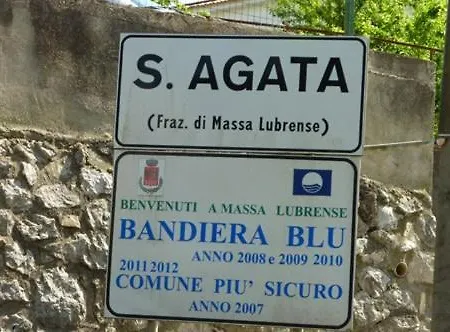 S. AGATA
(Fraz. di Massa Lubrense)
BENVENUTI A MASSA LUBRENSE
BANDIERA BLU
ANNO 2008 e 2009 2010
2011 2012
COMUNE PIU' SICURO
ANNO 2007